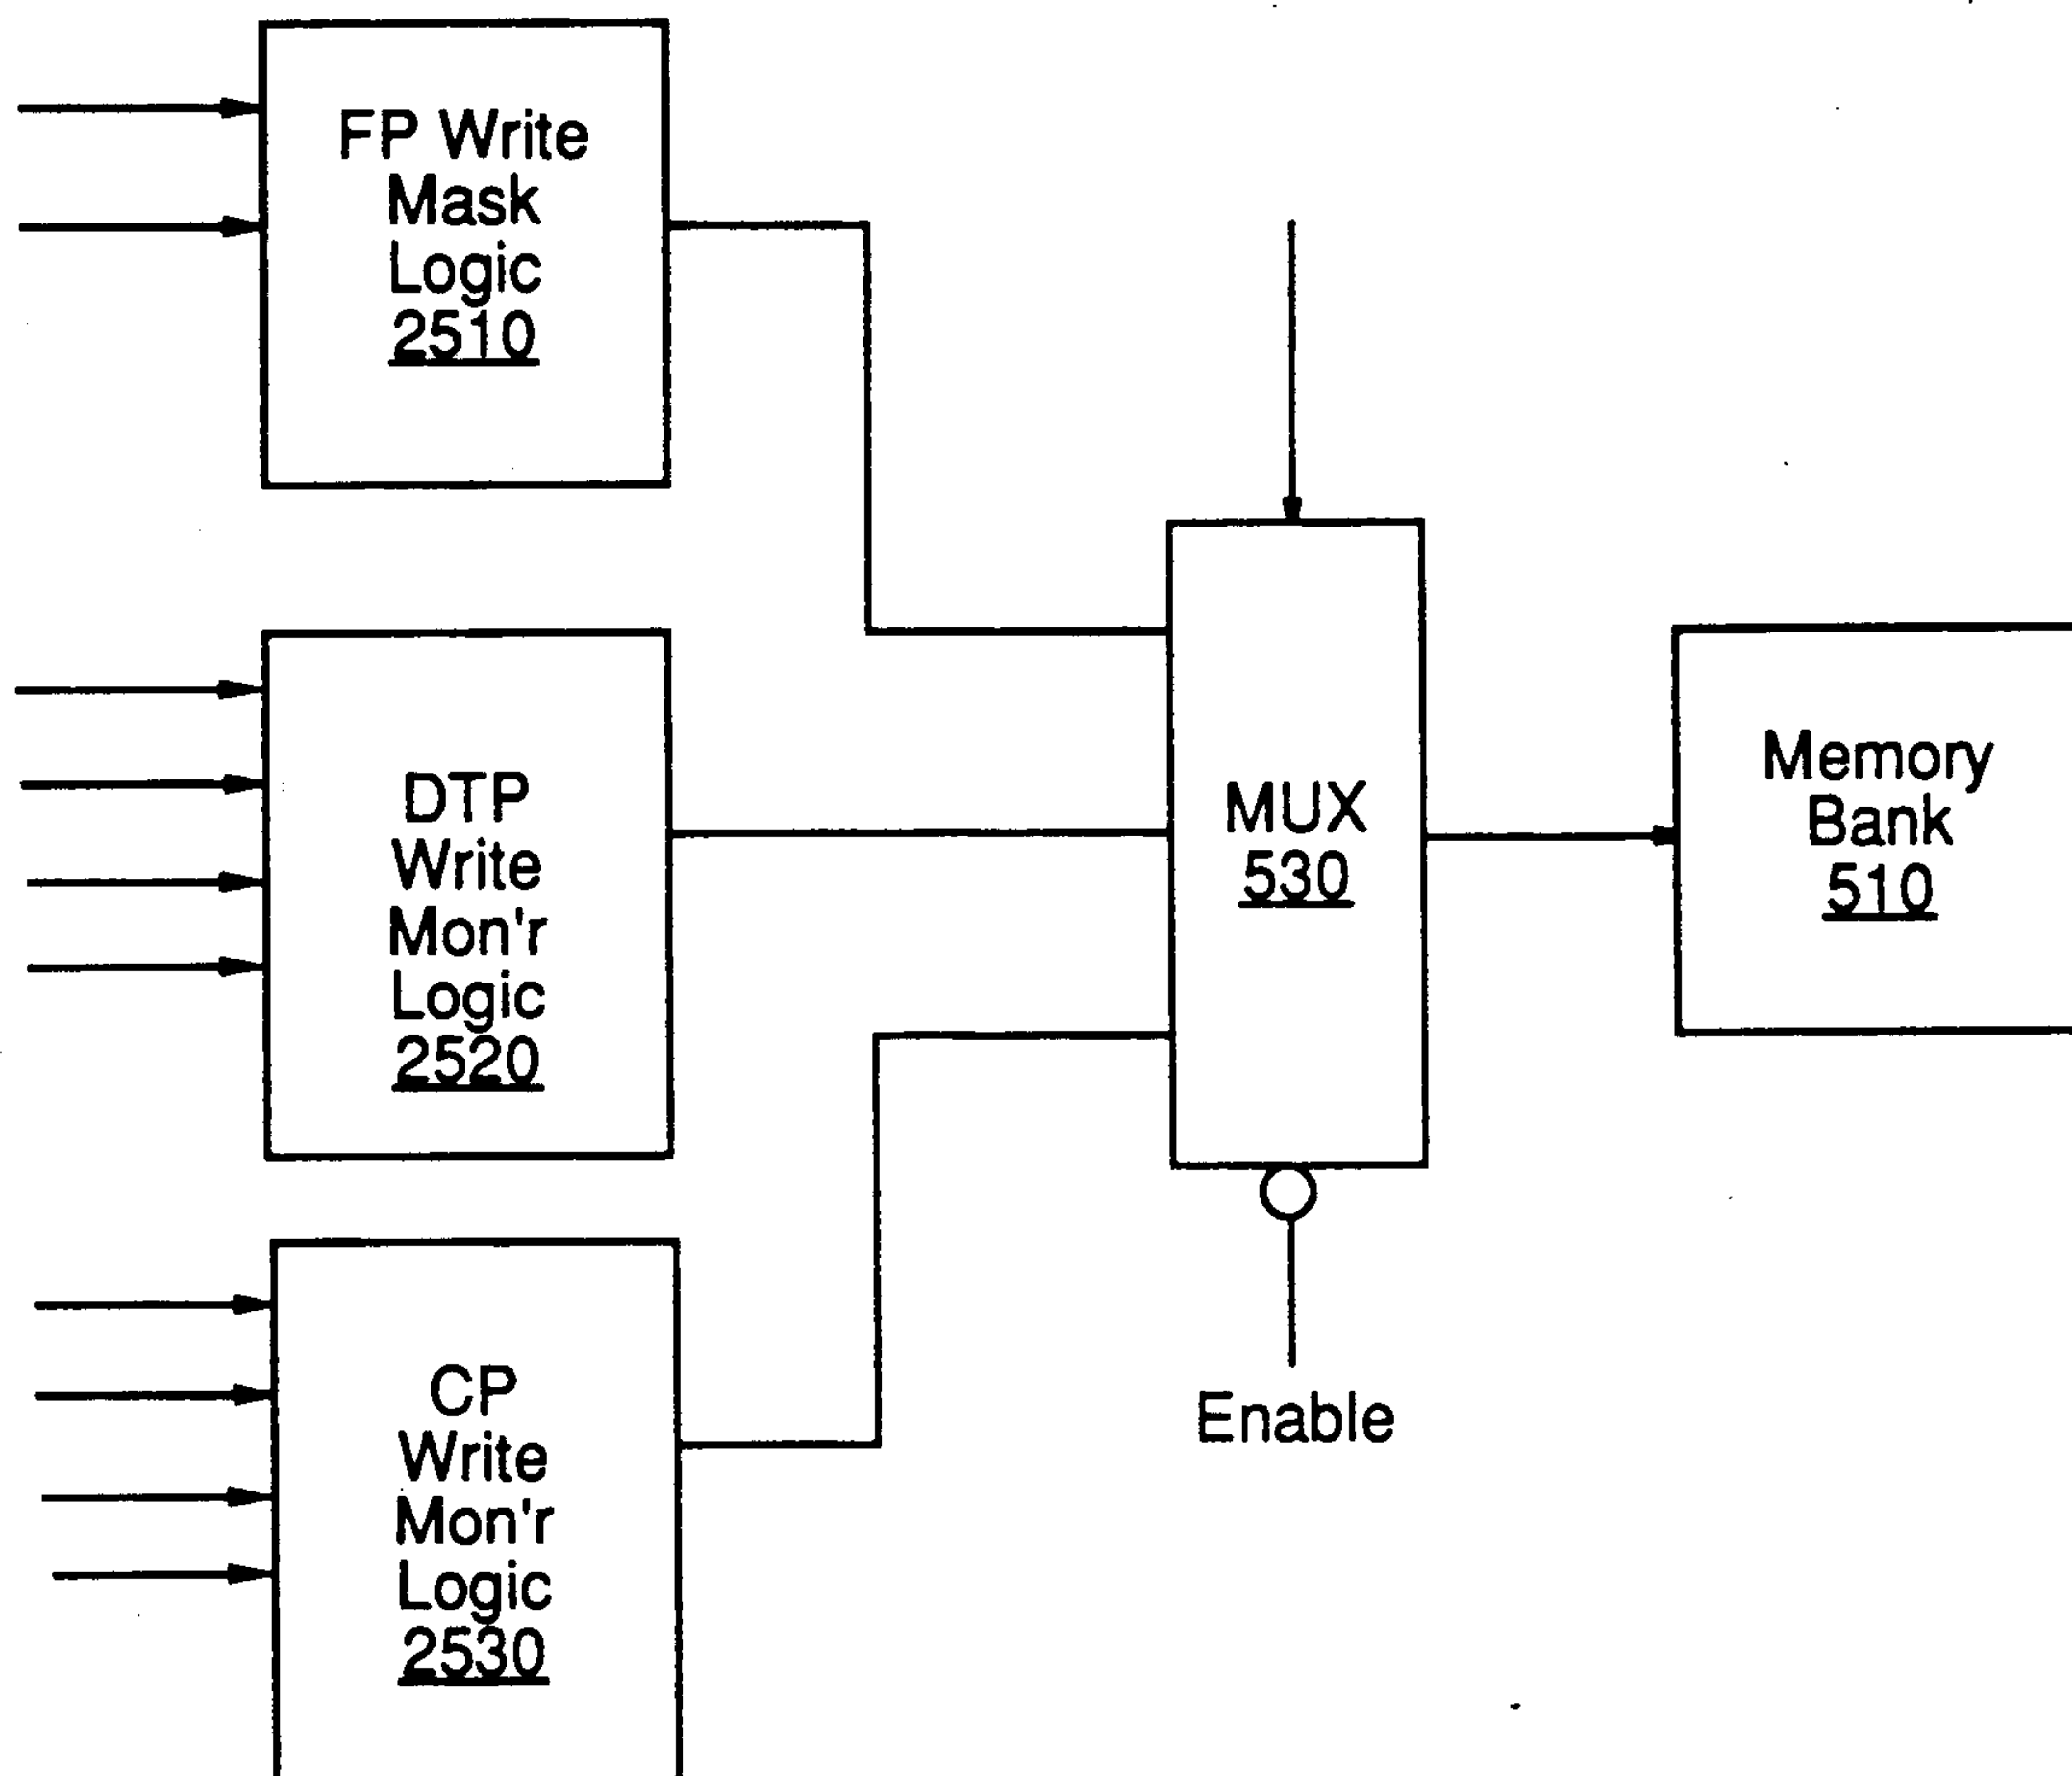 FP Write
Mask
Logic
2510
DTP
Write
Mon'r
Logic
2520
MUX
530
Memory
Bank
510
CP
Write
Mon'r
Logic
2530
Enable